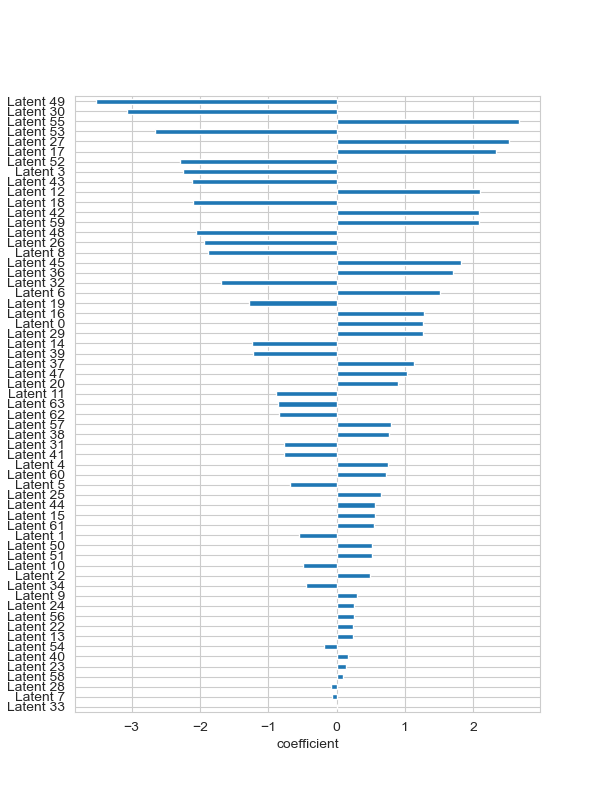 Latent 49
Latent 30
Latent 55
Latent 53
Latent 27
Latent 17
Latent 52
Latent 3
Latent 43
Latent 12
Latent 18
Latent 42
Latent 59
Latent 48
Latent 26
Latent 8
Latent 45
Latent 36
Latent 32
Latent 6
Latent 19
Latent 16
Latent 0
Latent 29
Latent 14
Latent 39
Latent 37
Latent 47
Latent 20
Latent 11
Latent 63
Latent 62
Latent 57
Latent 38
Latent 31
Latent 41
Latent 4
Latent 60
Latent 5
Latent 25
Latent 44
Latent 15
Latent 61
Latent 1
Latent 50
Latent 51
Latent 10
Latent 2
Latent 34
Latent 9
Latent 24
Latent 56
Latent 22
Latent 13
Latent 54
Latent 40
Latent 23
Latent 58
Latent 28
Latent 7
Latent 33
−3 −2 −1 0 1 2
coefficient